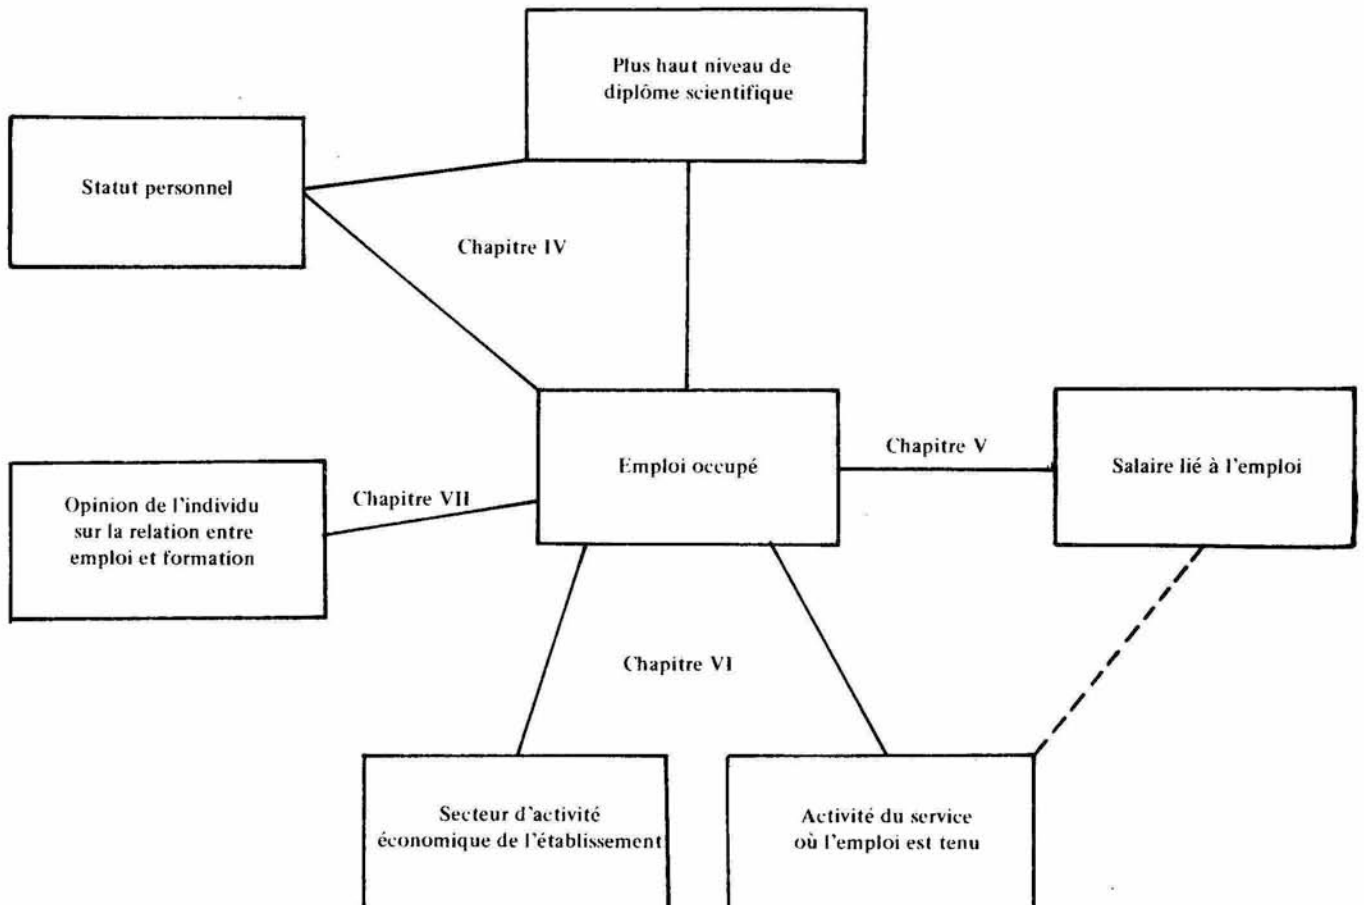 Plus haut niveau de
diplôme scientifique
Statut personnel
Chapitre IV
Emploi occupé
Chapitre V
Salaire lié à l'emploi
Opinion de l'individu
sur la relation entre
emploi et formation
Chapitre VII
Chapitre VI
Secteur d'activité
économique de l'établissement
Activité du service
où l'emploi est tenu